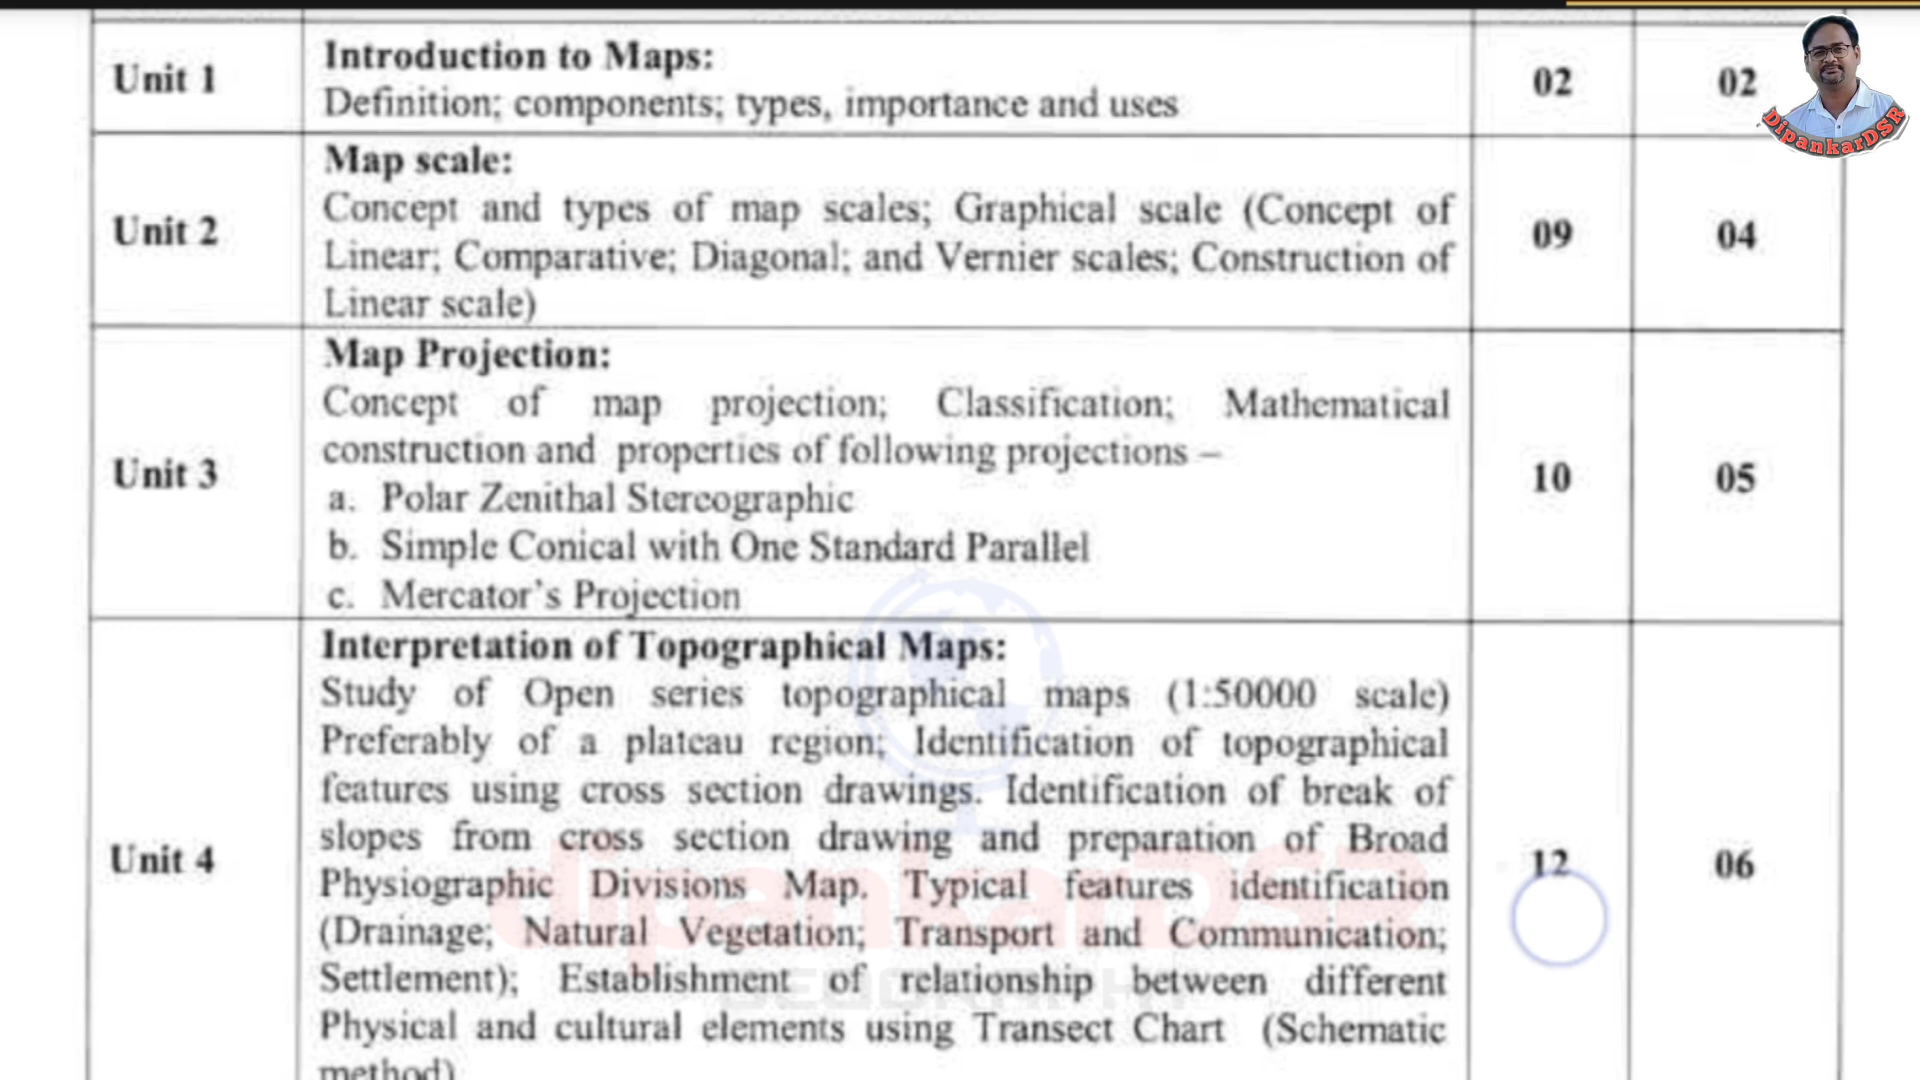 Unit 1
Introduction to Maps:
Definition; components; types, importance and uses
02
02
Unit 2
Map scale:
Concept and types of map scales; Graphical scale (Concept of
Linear; Comparative; Diagonal; and Vernier scales; Construction of
Linear scale)
09
04
Unit 3
Map Projection:
Concept of map projection; Classification; Mathematical
construction and properties of following projections –
a. Polar Zenithal Stereographic
b. Simple Conical with One Standard Parallel
c. Mercator's Projection
10
05
Unit 4
Interpretation of Topographical Maps:
Study of Open series topographical maps (1:50000 scale)
Preferably of a plateau region; Identification of topographical
features using cross section drawings. Identification of break of
slopes from cross section drawing and preparation of Broad
Physiographic Divisions Map. Typical features identification
(Drainage; Natural Vegetation; Transport and Communication;
Settlement); Establishment of relationship between different
Physical and cultural elements using Transect Chart (Schematic
method)
12
06
DipankarDSR
dipankarDSR
GEOGRAPHY